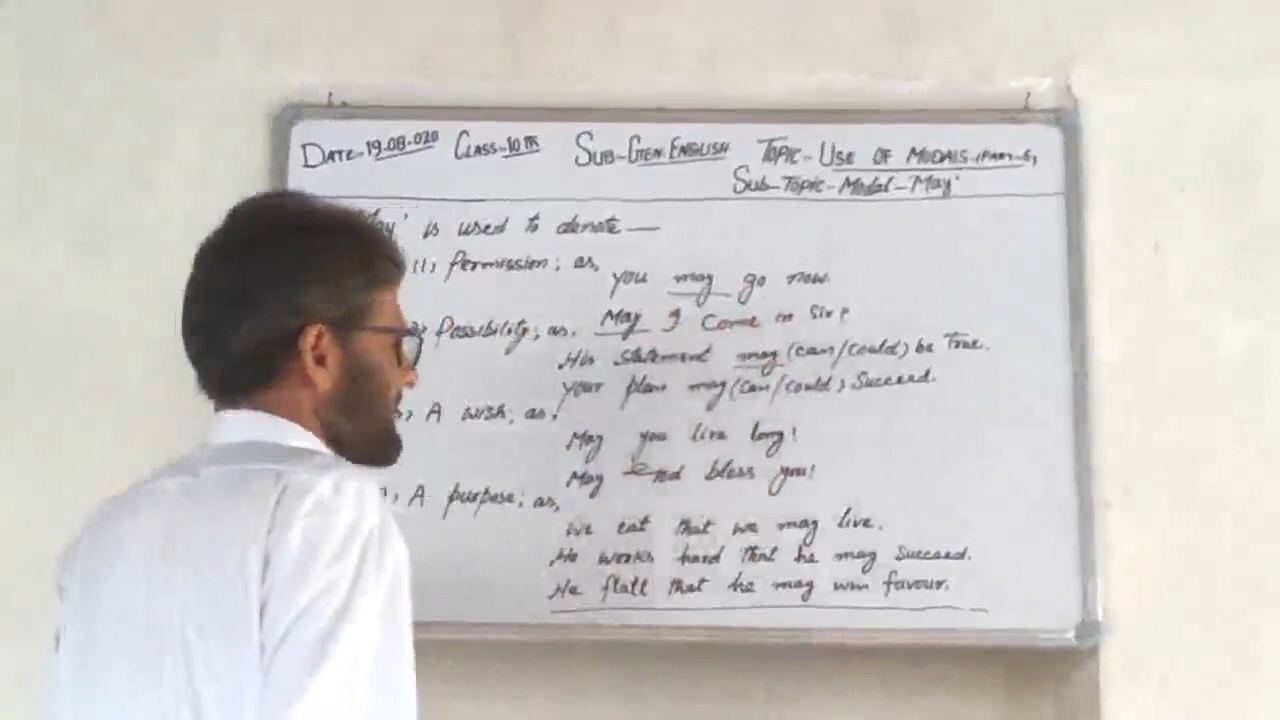 DATE-19-08-020 CLASS-10TH SUB-GEN.ENGLISH TOPIC-USE OF MODALS (PART-6)
SUB-TOPIC-MODAL-MAY'
May' is used to denote—
(1) Permission; as,
you may go now.
May I Come in Sir?
Possibility; as,
His statement may (can/could) be True.
your plan may (can/could) Succeed.
A wish; as,
May you live long!
May God bless you!
A purpose; as,
We eat that we may live.
He works hard that he may Succeed.
He that he may win favour.